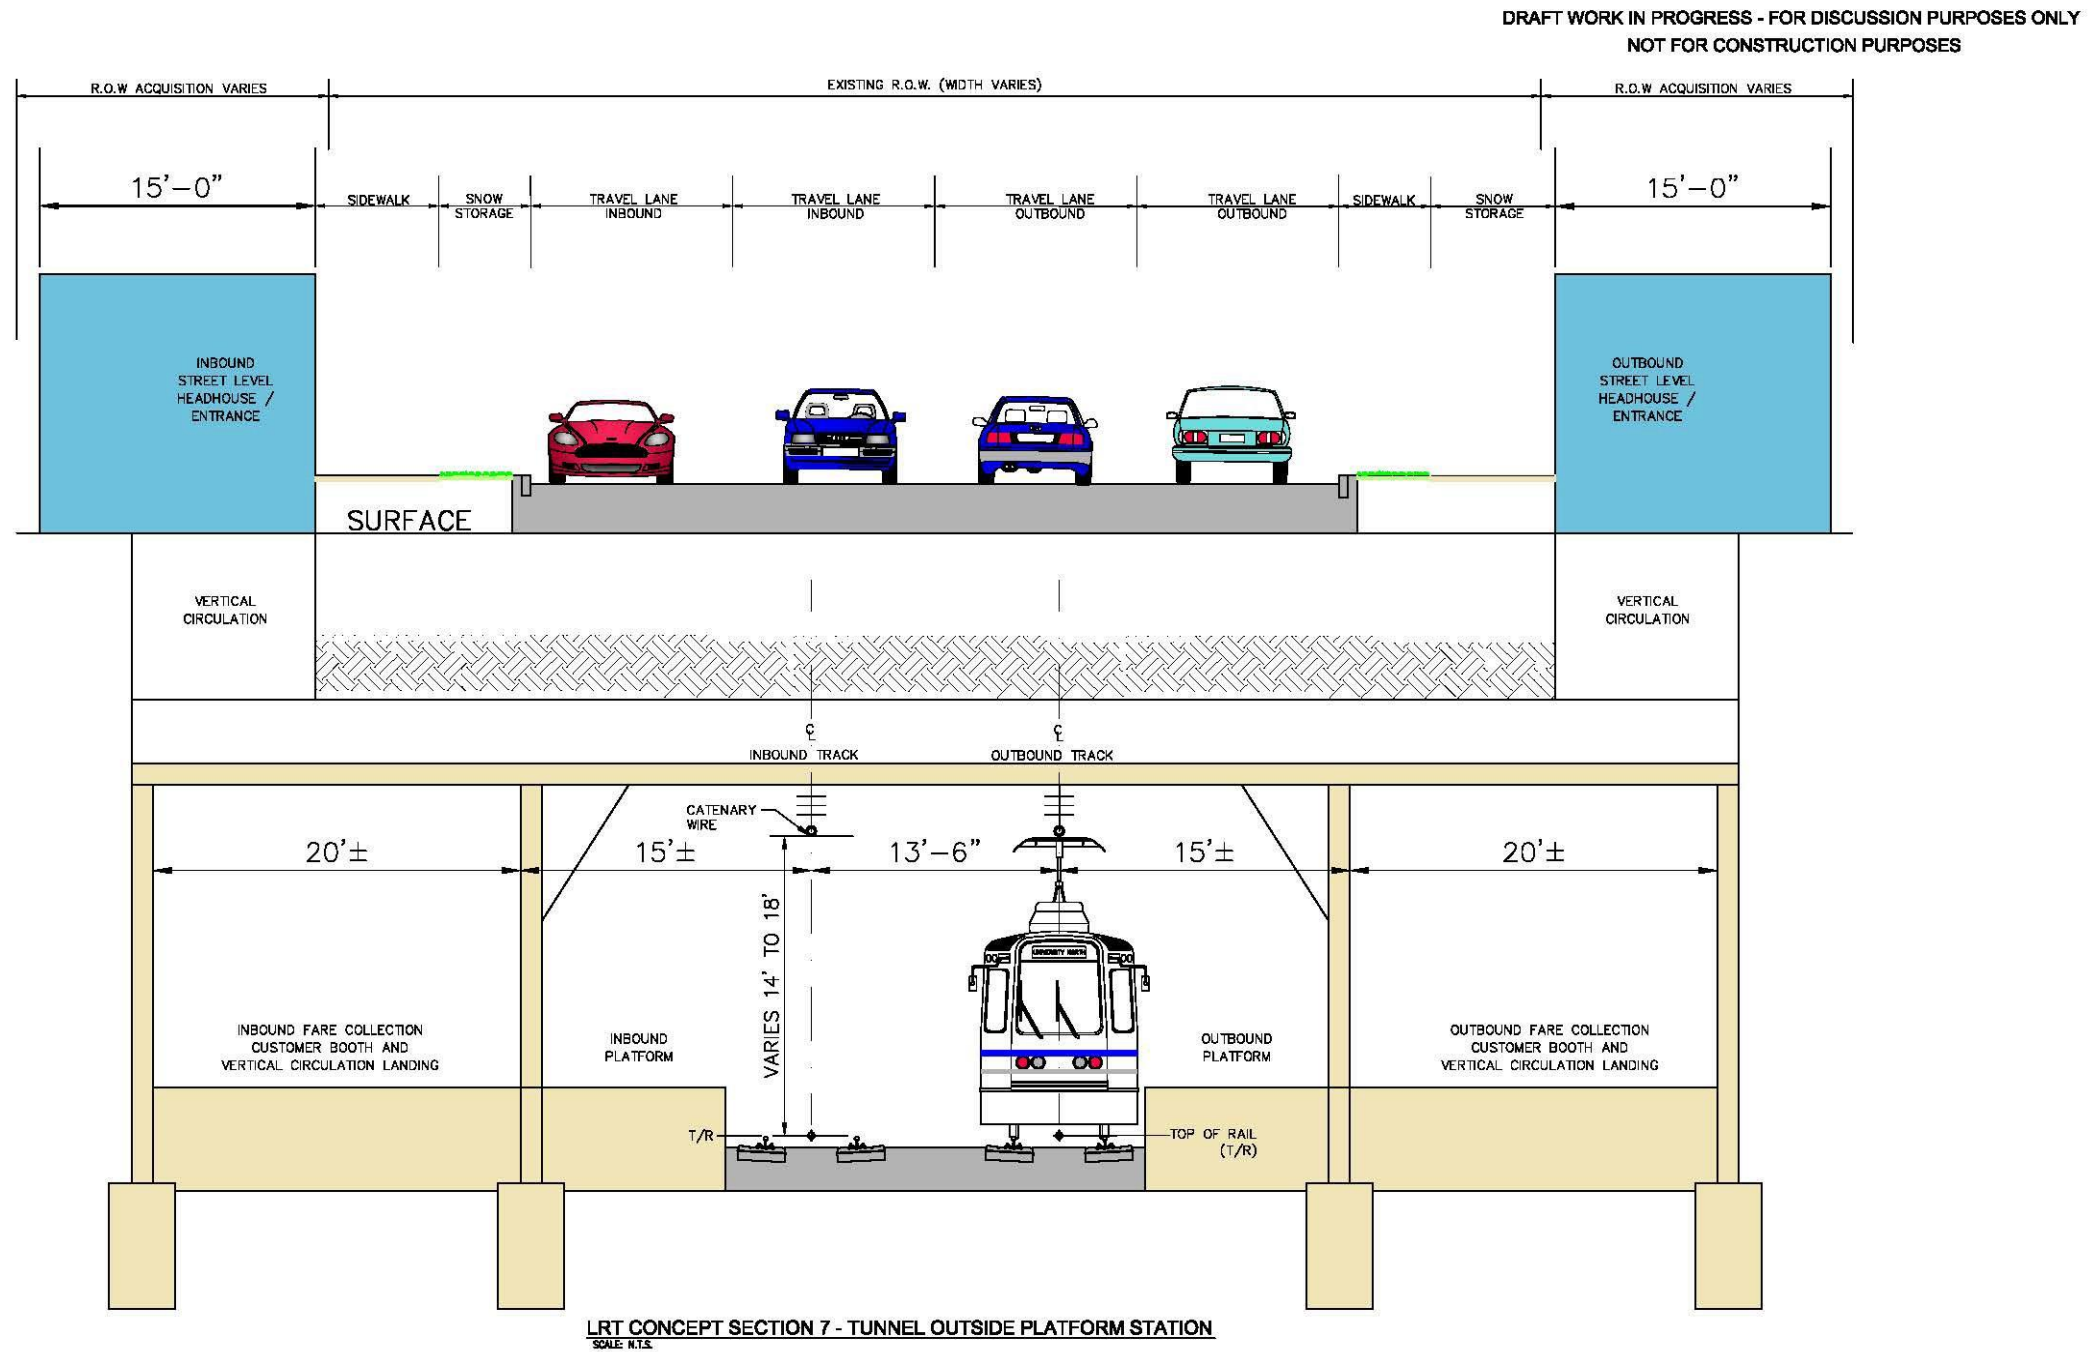 DRAFT WORK IN PROGRESS - FOR DISCUSSION PURPOSES ONLY
NOT FOR CONSTRUCTION PURPOSES
R.O.W ACQUISITION VARIES
EXISTING R.O.W. (WIDTH VARIES)
R.O.W ACQUISITION VARIES
15'-0"
SIDEWALK
SNOW
STORAGE
TRAVEL LANE
INBOUND
TRAVEL LANE
INBOUND
TRAVEL LANE
OUTBOUND
TRAVEL LANE
OUTBOUND
SIDEWALK
SNOW
STORAGE
15'-0"
INBOUND
STREET LEVEL
HEADHOUSE /
ENTRANCE
OUTBOUND
STREET LEVEL
HEADHOUSE /
ENTRANCE
SURFACE
VERTICAL
CIRCULATION
VERTICAL
CIRCULATION
℄
INBOUND TRACK
℄
OUTBOUND TRACK
CATENARY
WIRE
20'±
15'±
13'-6"
15'±
20'±
VARIES 14' TO 18'
INBOUND FARE COLLECTION
CUSTOMER BOOTH AND
VERTICAL CIRCULATION LANDING
INBOUND
PLATFORM
OUTBOUND
PLATFORM
OUTBOUND FARE COLLECTION
CUSTOMER BOOTH AND
VERTICAL CIRCULATION LANDING
T/R
TOP OF RAIL
(T/R)
LRT CONCEPT SECTION 7 - TUNNEL OUTSIDE PLATFORM STATION
SCALE: N.T.S.